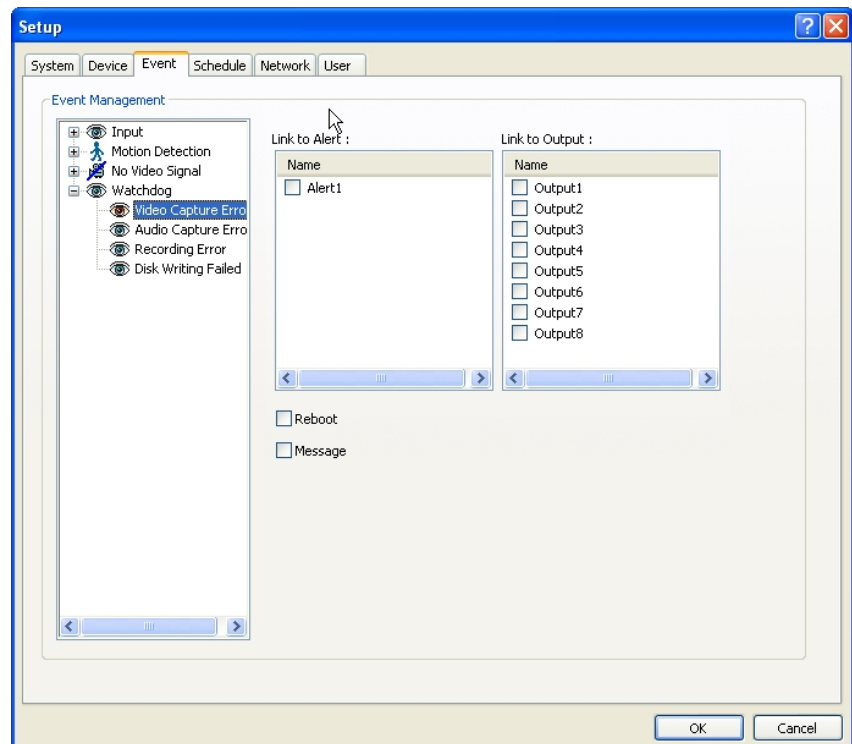 Setup
System Device Event Schedule Network User
Event Management
Input
Motion Detection
No Video Signal
Watchdog
Video Capture Erro
Audio Capture Erro
Recording Error
Disk Writing Failed
Link to Alert :
Name
Alert1
Link to Output :
Name
Output1
Output2
Output3
Output4
Output5
Output6
Output7
Output8
Reboot
Message
OK Cancel